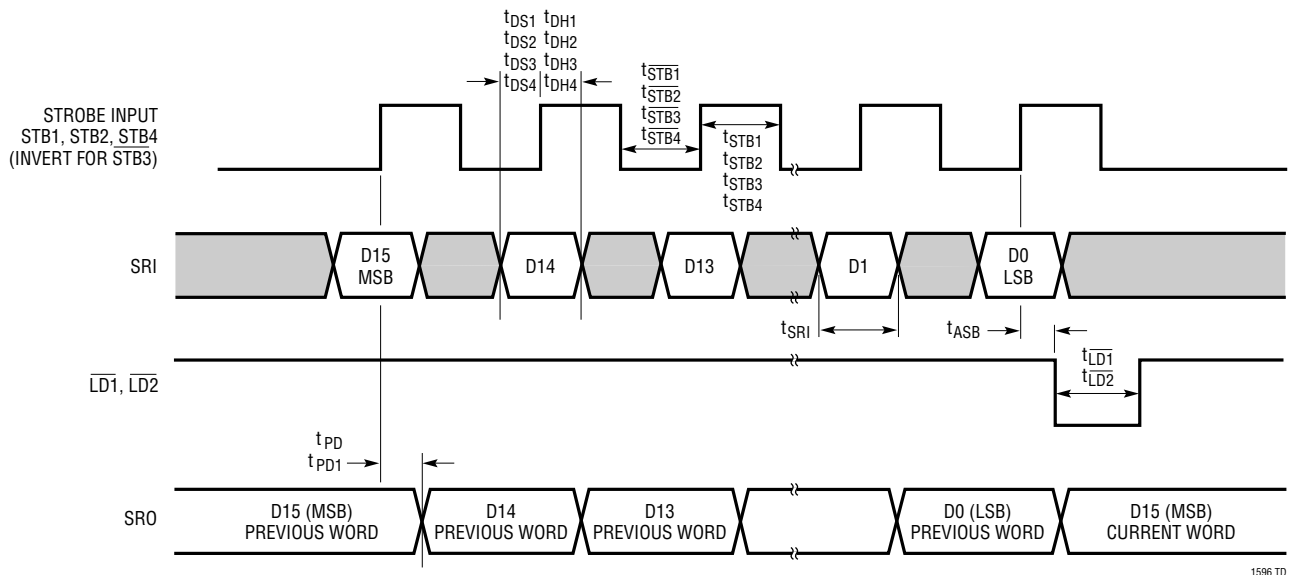 tDS1 tDH1
tDS2 tDH2
tDS3 tDH3
tDS4 tDH4
tSTB1
tSTB2
tSTB3
tSTB4
STROBE INPUT
STB1, STB2, STB4
(INVERT FOR STB3)
tSTB1
tSTB2
tSTB3
tSTB4
SRI
D15
MSB
D14
D13
D1
D0
LSB
tSRI
tASB
tLD1
tLD2
LD1, LD2
tPD
tPD1
SRO
D15 (MSB)
PREVIOUS WORD
D14
PREVIOUS WORD
D13
PREVIOUS WORD
D0 (LSB)
PREVIOUS WORD
D15 (MSB)
CURRENT WORD
1596 TD